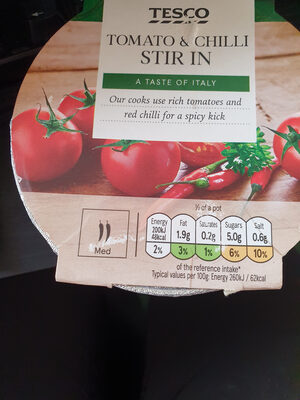 TESCO
TOMATO & CHILLI
STIR IN
A TASTE OF ITALY
Our cooks use rich tomatoes and
red chilli for a spicy kick
Med
⅓ of a pot
Energy Fat Saturates Sugars Salt
200kJ 1.9g 0.2g 5.0g 0.6g
48kcal
2% 3% 1% 6% 10%
of the reference intake*
Typical values per 100g: Energy 260kJ / 62kcal